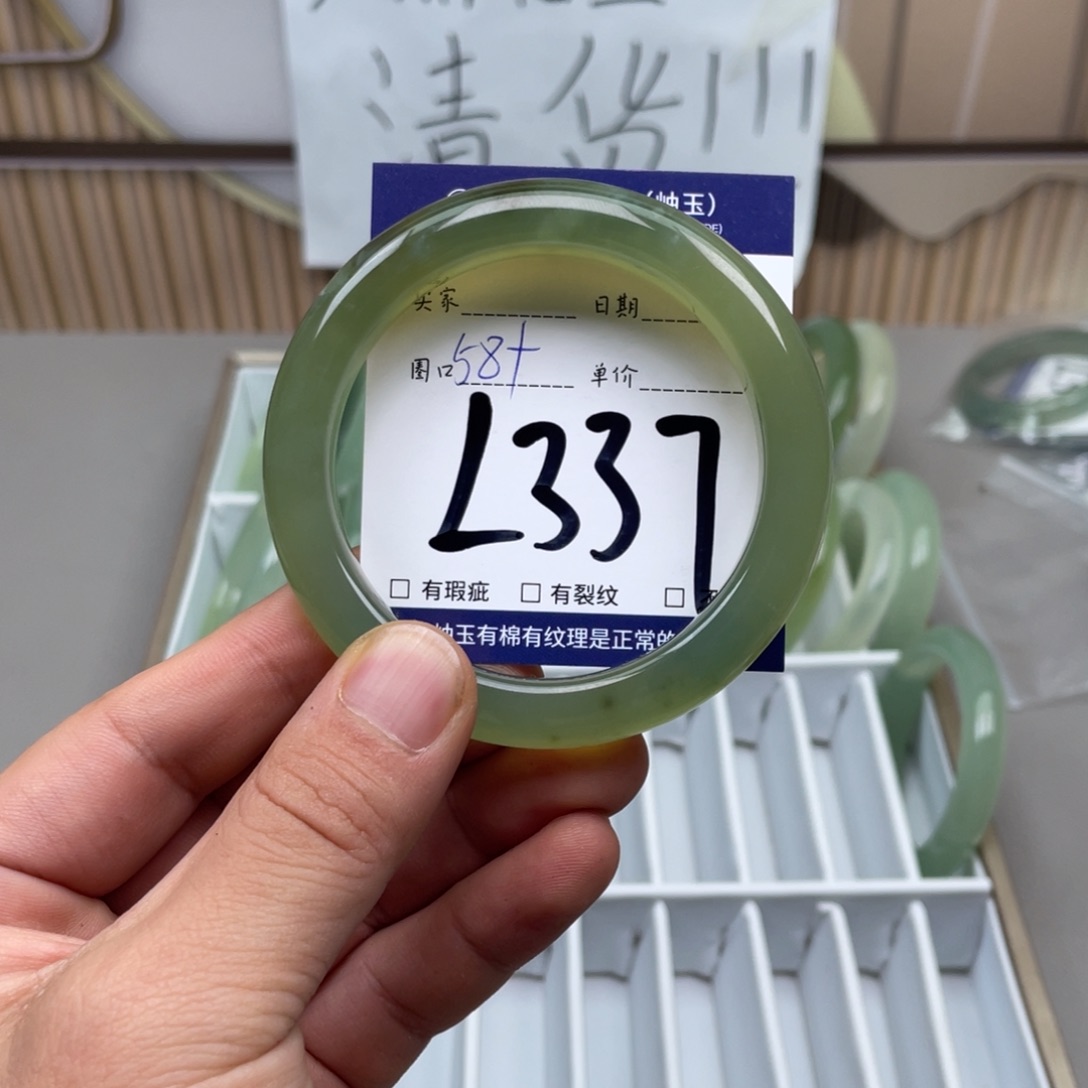 清货!!!
(岫玉)
买家 日期
圈口58+ 单价
L337
□ 有瑕疵 □ 有裂纹 □
岫玉有棉有纹理是正常的